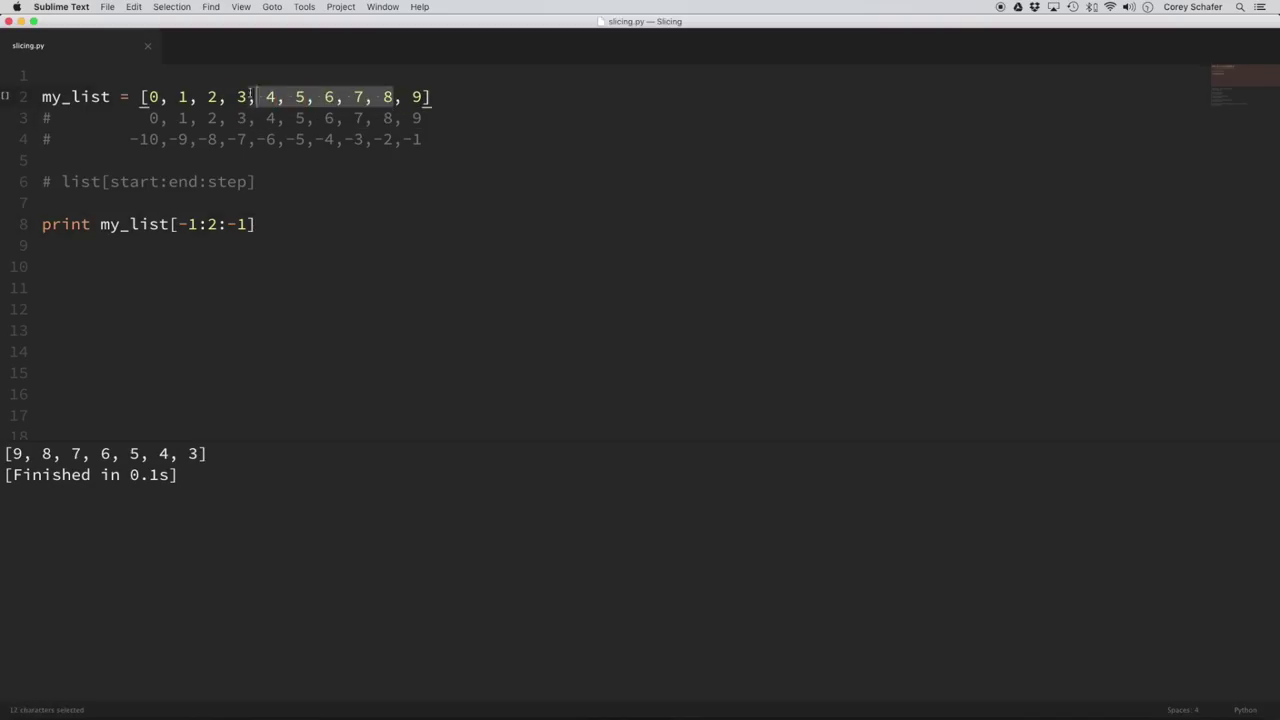 Sublime Text File Edit Selection Find View Goto Tools Project Window Help Corey Schafer
slicing.py — Slicing
slicing.py
1
2 my_list = [0, 1, 2, 3, 4, 5, 6, 7, 8, 9]
3 # 0, 1, 2, 3, 4, 5, 6, 7, 8, 9
4 # -10,-9,-8,-7,-6,-5,-4,-3,-2,-1
5
6 # list[start:end:step]
7
8 print my_list[-1:2:-1]
9
10
11
12
13
14
15
16
17
18
[9, 8, 7, 6, 5, 4, 3]
[Finished in 0.1s]
12 characters selected Spaces: 4 Python